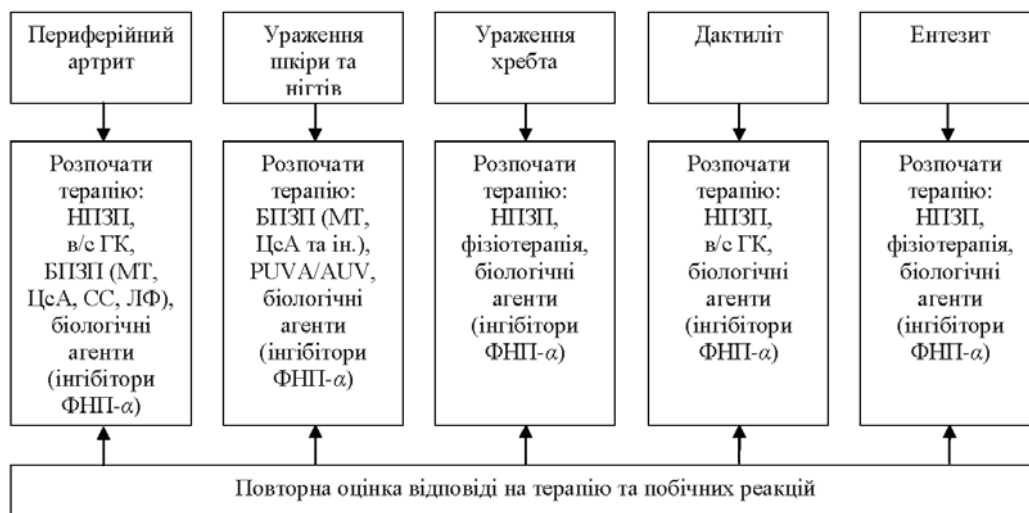 Периферійний
артрит
Ураження
шкіри та
нігтів
Ураження
хребта
Дактиліт
Ентезит
Розпочати
терапію:
НПЗП,
в/с ГК,
БПЗП (МТ,
ЦсА, СС, ЛФ),
біологічні
агенти
(інгібітори
ФНП-α)
Розпочати
терапію:
БПЗП (МТ,
ЦсА та ін.),
PUVA/AUV,
біологічні
агенти
(інгібітори
ФНП-α)
Розпочати
терапію:
НПЗП,
фізіотерапія,
біологічні
агенти
(інгібітори
ФНП-α)
Розпочати
терапію:
НПЗП,
в/с ГК,
біологічні
агенти
(інгібітори
ФНП-α)
Розпочати
терапію:
НПЗП,
фізіотерапія,
біологічні
агенти
(інгібітори
ФНП-α)
Повторна оцінка відповіді на терапію та побічних реакцій